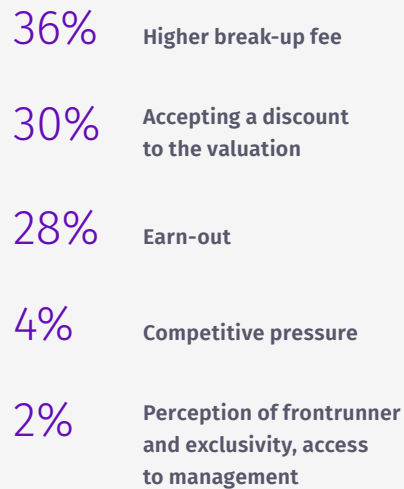 36% Higher break-up fee
30% Accepting a discount
to the valuation
28% Earn-out
4% Competitive pressure
2% Perception of frontrunner
and exclusivity, access
to management